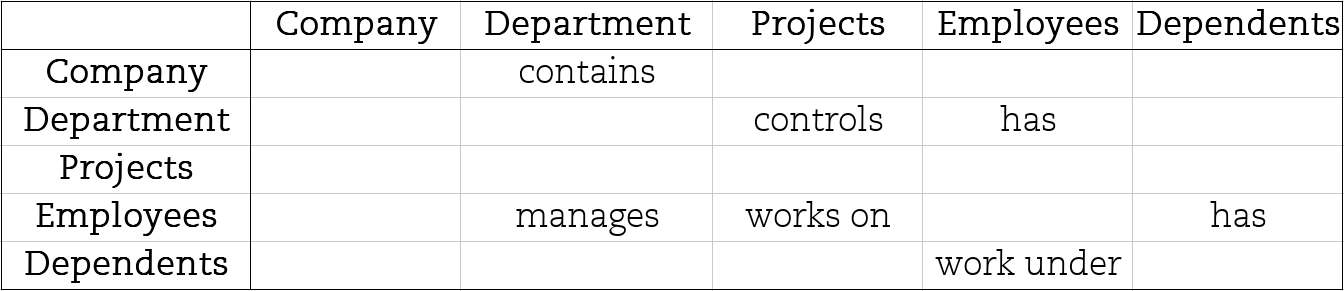 Company Department Projects Employees Dependents
Company contains
Department controls has
Projects
Employees manages works on has
Dependents work under